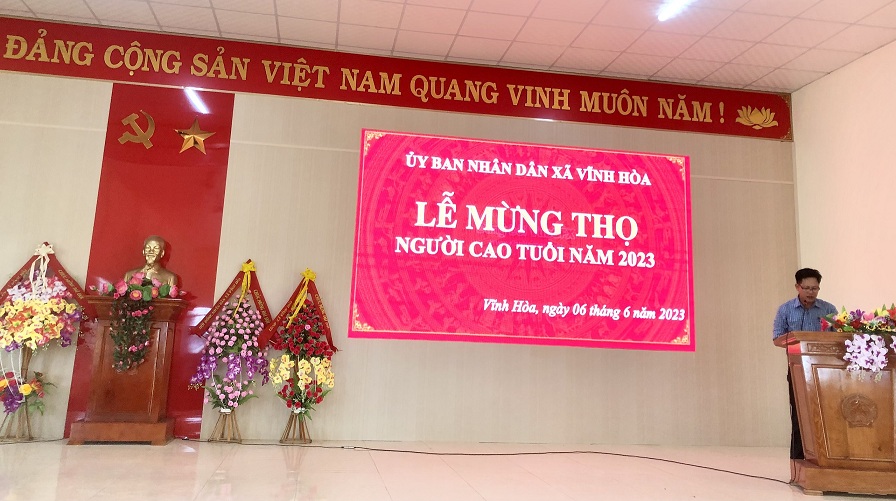 ĐẢNG CỘNG SẢN VIỆT NAM QUANG VINH MUÔN NĂM !
ỦY BAN NHÂN DÂN XÃ VĨNH HÒA
LỄ MỪNG THỌ
NGƯỜI CAO TUỔI NĂM 2023
Vĩnh Hòa, ngày 06 tháng 6 năm 2023